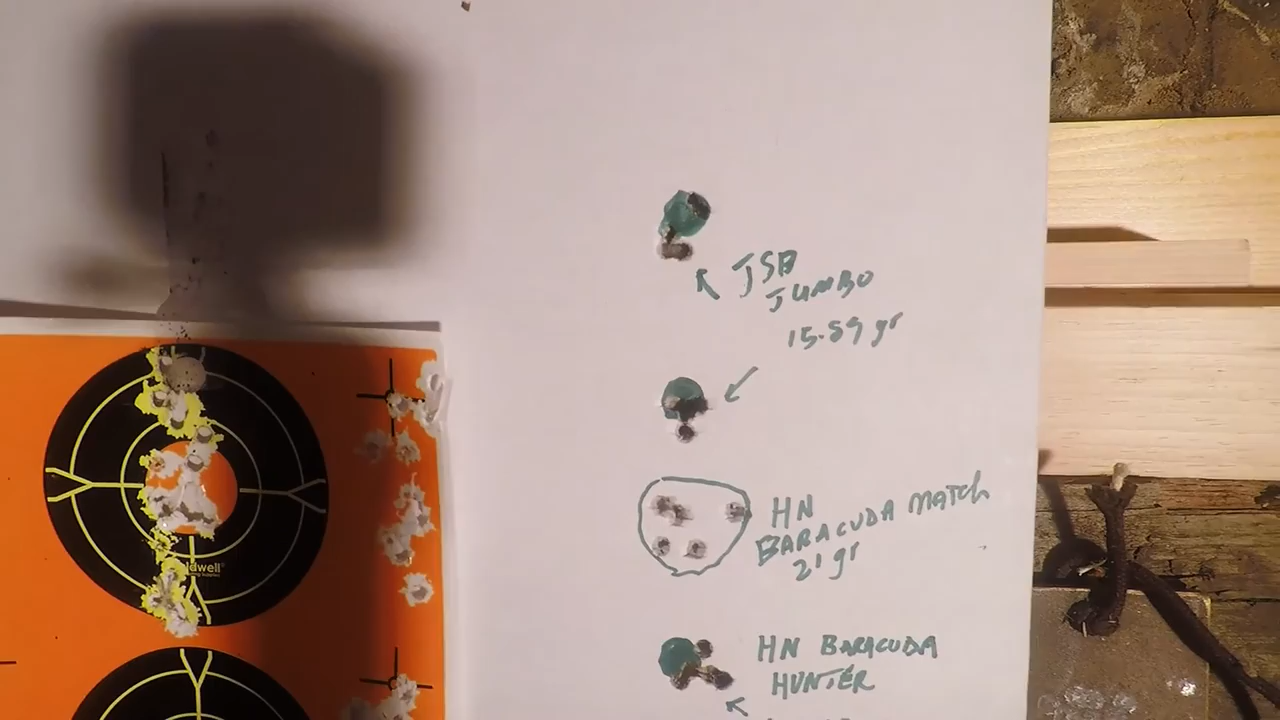 JSB
JUMBO
15.89 gr
HN
BARACUDA MATCH
21 gr
HN BARACUDA
HUNTER